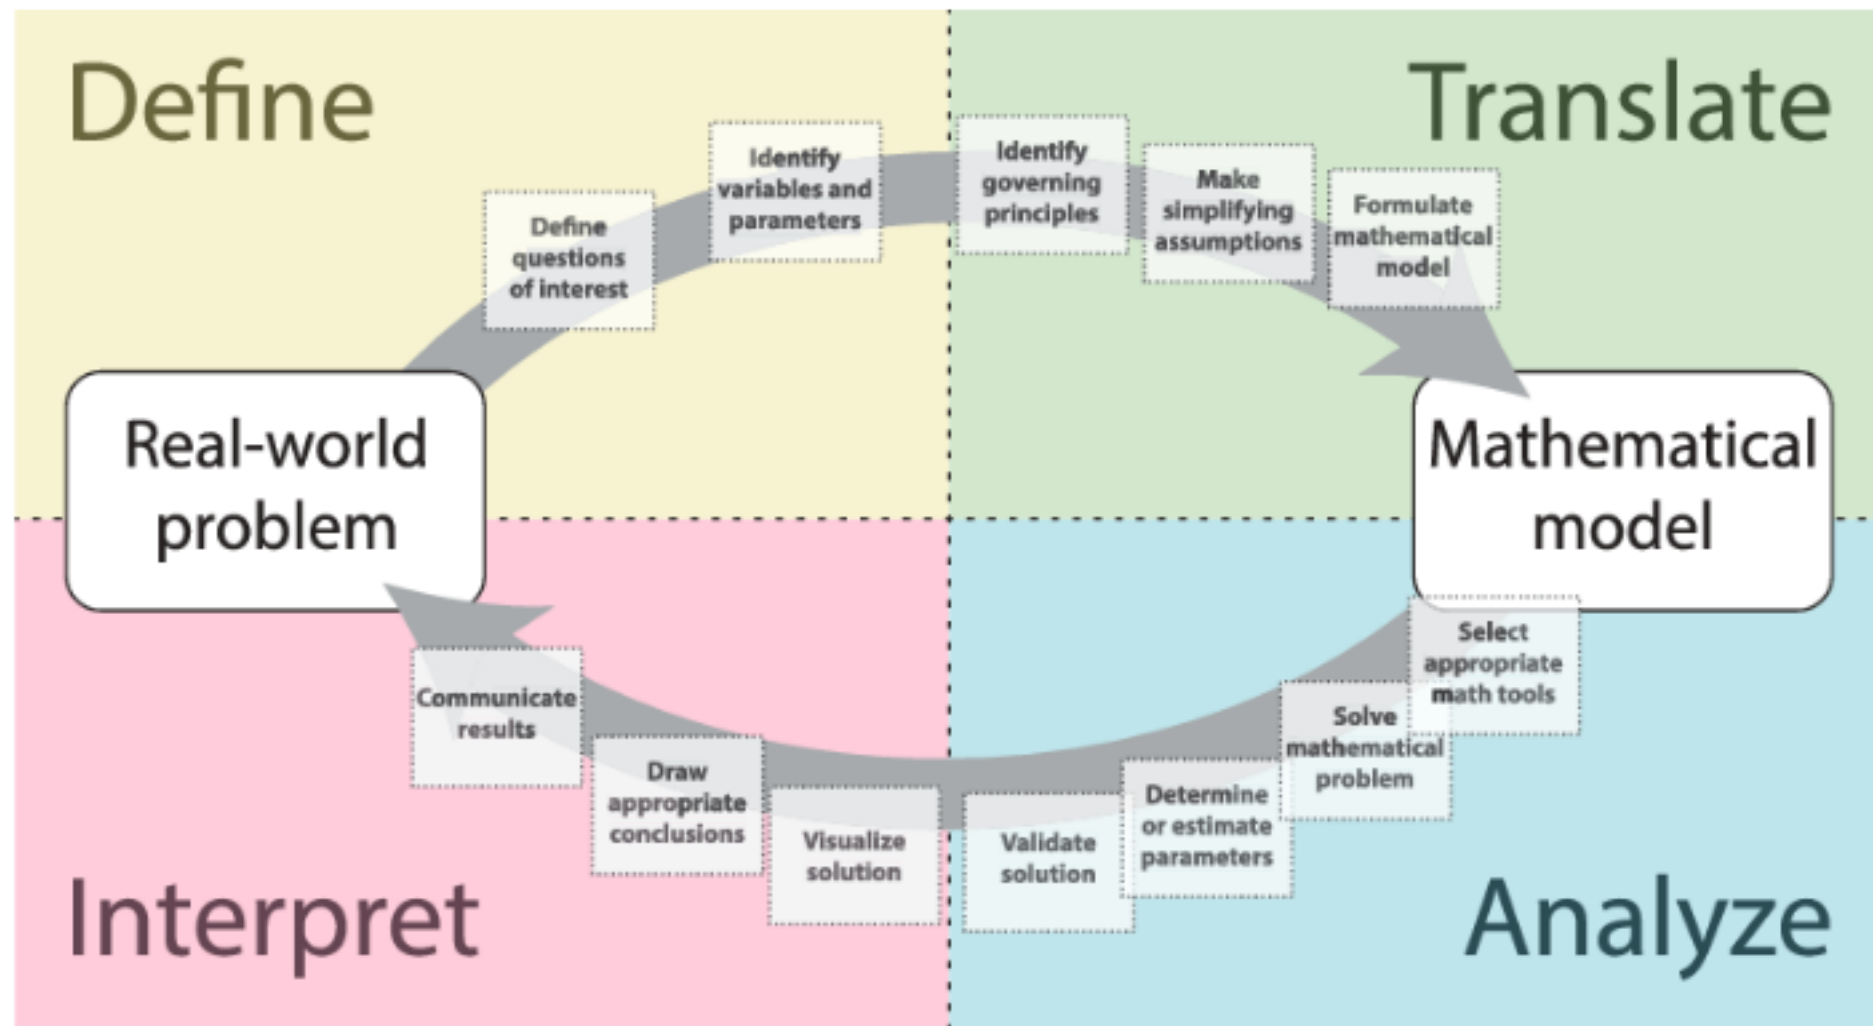 Define
Translate
Define
questions
of interest
Identify
variables and
parameters
Identify
governing
principles
Make
simplifying
assumptions
Formulate
mathematical
model
Real-world
problem
Mathematical
model
Select
appropriate
math tools
Solve
mathematical
problem
Determine
or estimate
parameters
Validate
solution
Visualize
solution
Draw
appropriate
conclusions
Communicate
results
Interpret
Analyze